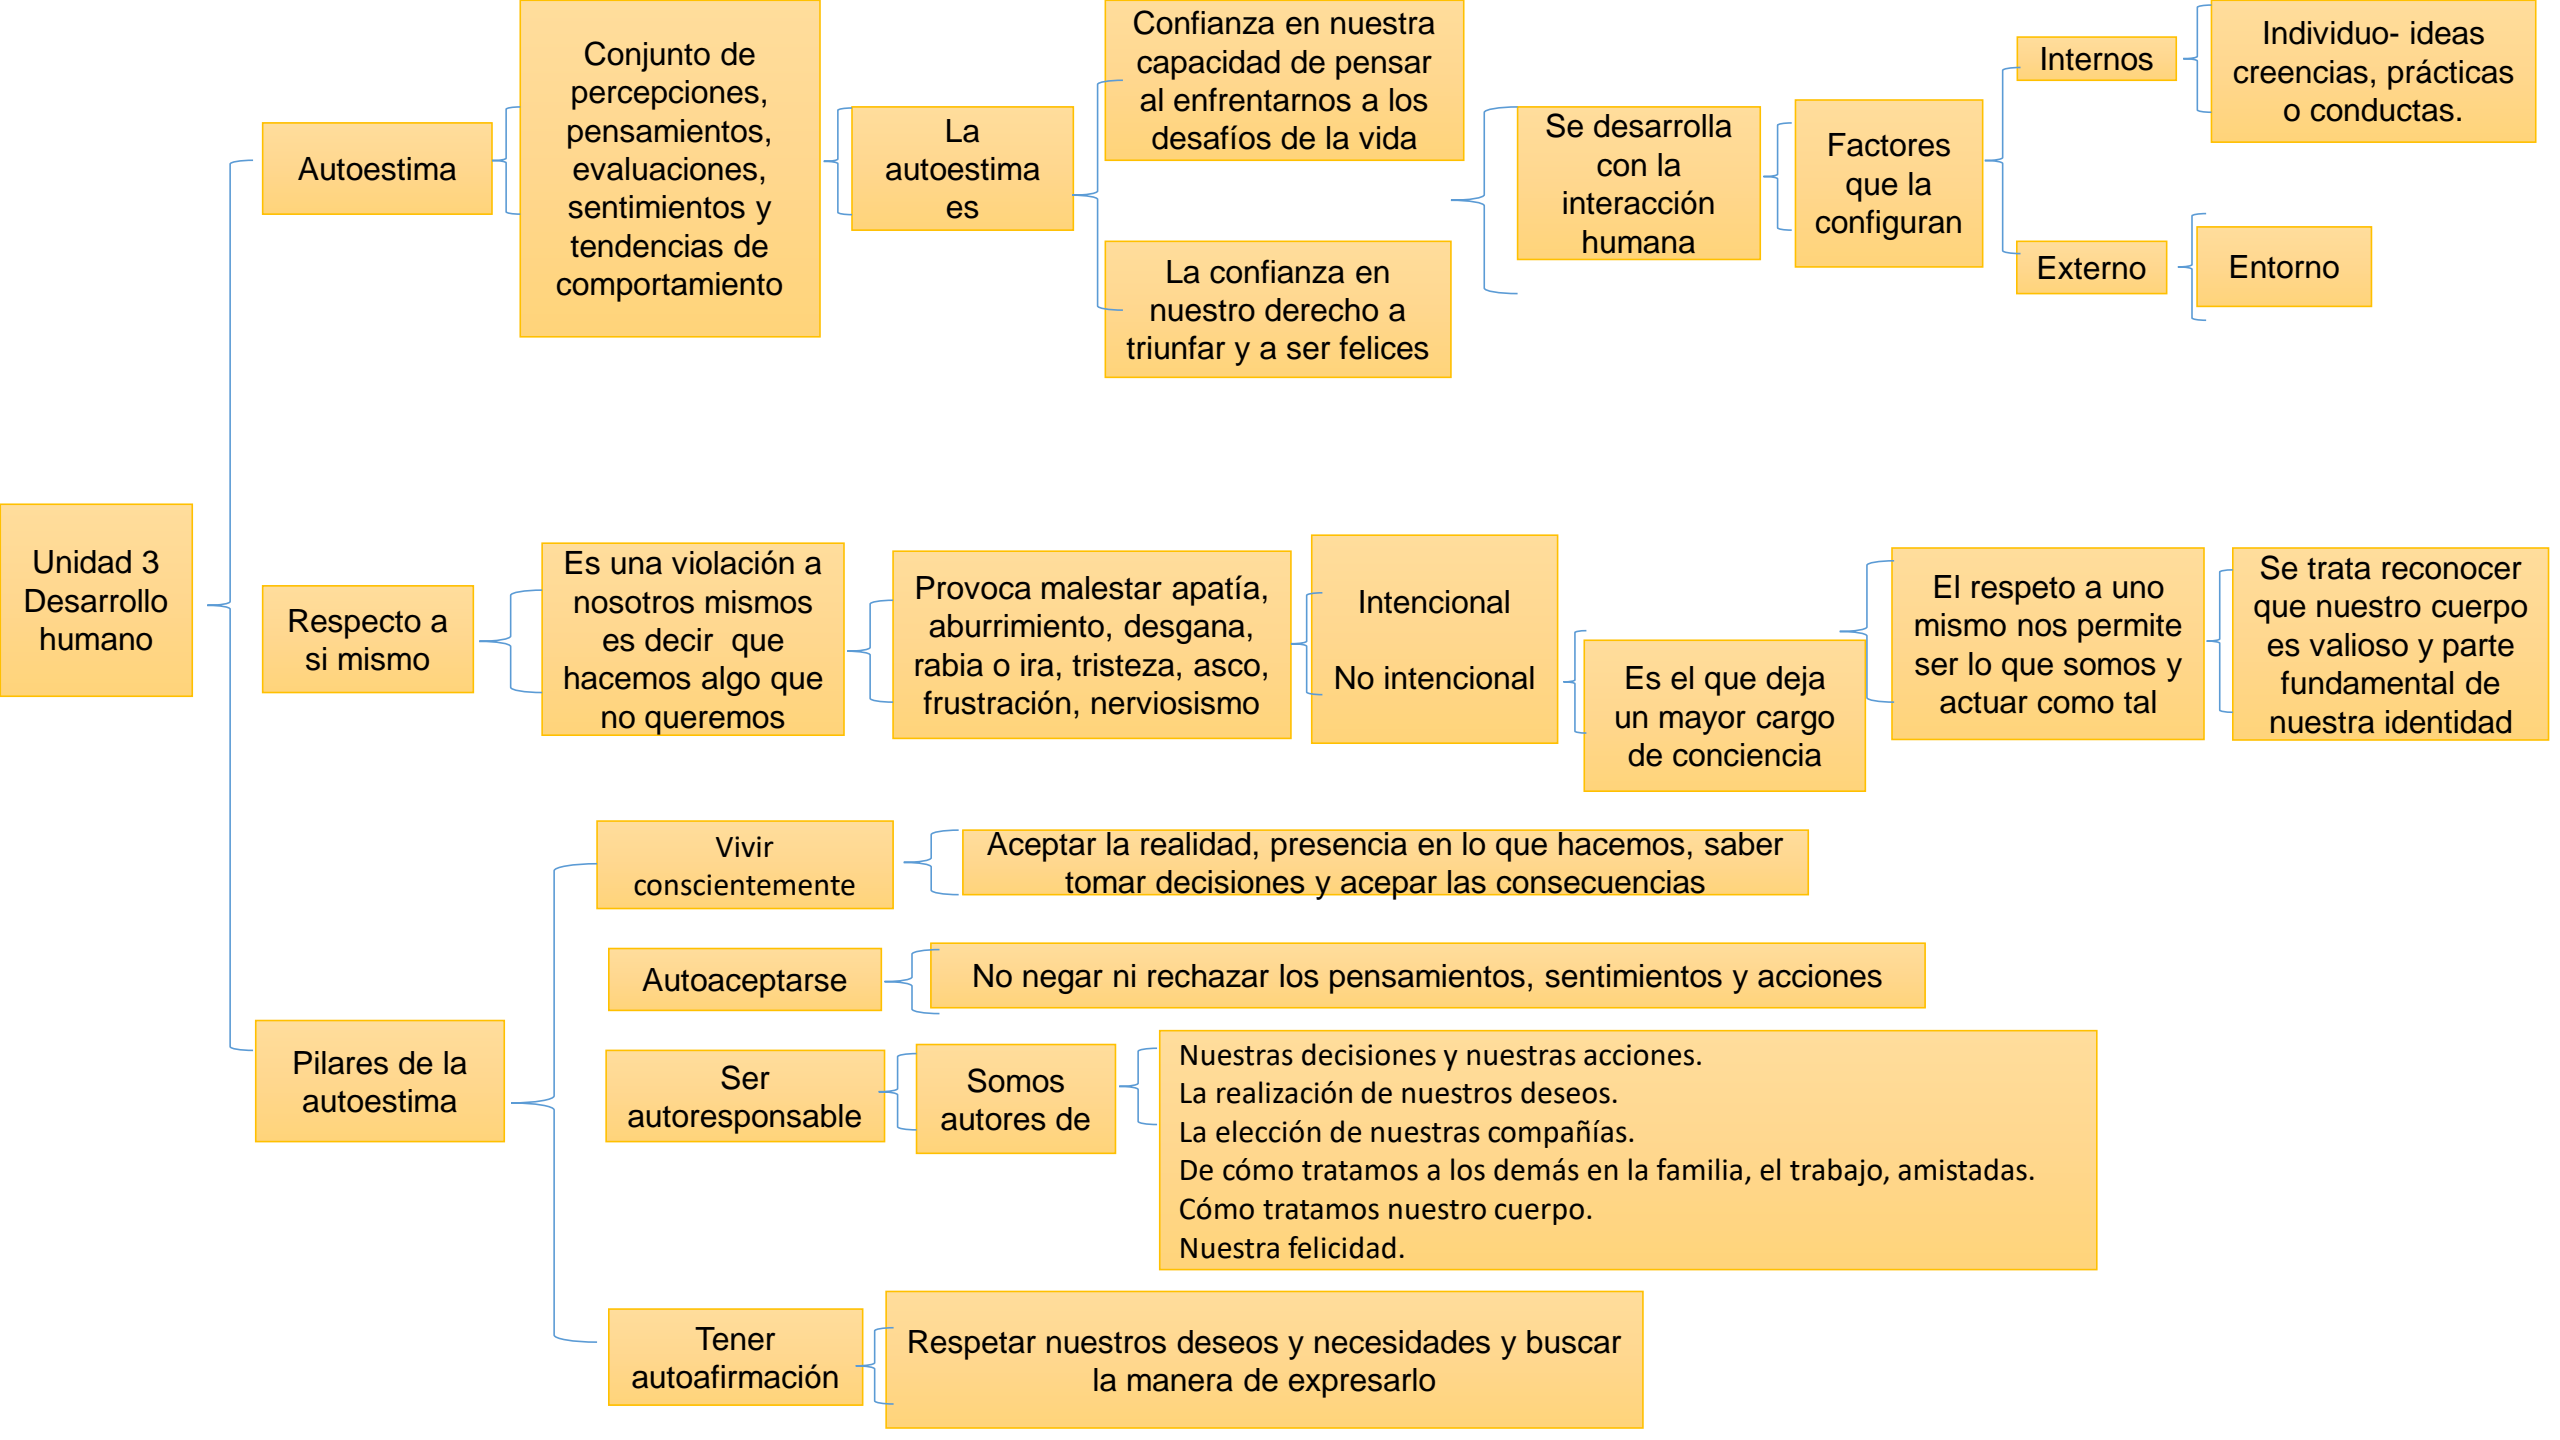 Unidad 3
Desarrollo
humano
Autoestima
Conjunto de
percepciones,
pensamientos,
evaluaciones,
sentimientos y
tendencias de
comportamiento
La
autoestima
es
Confianza en nuestra
capacidad de pensar
al enfrentarnos a los
desafíos de la vida
La confianza en
nuestro derecho a
triunfar y a ser felices
Se desarrolla
con la
interacción
humana
Factores
que la
configuran
Internos
Individuo- ideas
creencias, prácticas
o conductas.
Externo
Entorno
Respecto a
si mismo
Es una violación a
nosotros mismos
es decir  que
hacemos algo que
no queremos
Provoca malestar apatía,
aburrimiento, desgana,
rabia o ira, tristeza, asco,
frustración, nerviosismo
Intencional
No intencional
Es el que deja
un mayor cargo
de conciencia
El respeto a uno
mismo nos permite
ser lo que somos y
actuar como tal
Se trata reconocer
que nuestro cuerpo
es valioso y parte
fundamental de
nuestra identidad
Pilares de la
autoestima
Vivir
conscientemente
Aceptar la realidad, presencia en lo que hacemos, saber
tomar decisiones y acepar las consecuencias
Autoaceptarse
No negar ni rechazar los pensamientos, sentimientos y acciones
Ser
autoresponsable
Somos
autores de
Nuestras decisiones y nuestras acciones.
La realización de nuestros deseos.
La elección de nuestras compañías.
De cómo tratamos a los demás en la familia, el trabajo, amistadas.
Cómo tratamos nuestro cuerpo.
Nuestra felicidad.
Tener
autoafirmación
Respetar nuestros deseos y necesidades y buscar
la manera de expresarlo